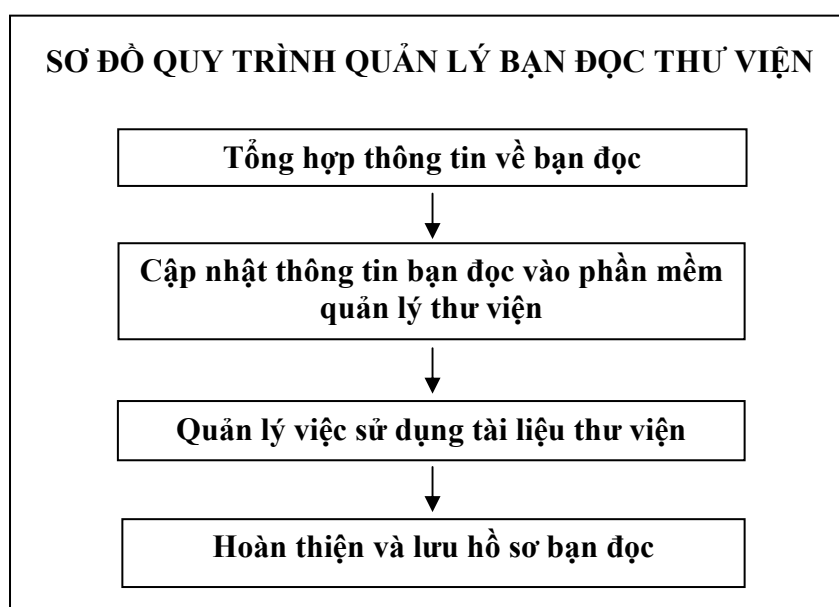 SƠ ĐỒ QUY TRÌNH QUẢN LÝ BẠN ĐỌC THƯ VIỆN
Tổng hợp thông tin về bạn đọc
Cập nhật thông tin bạn đọc vào phần mềm
quản lý thư viện
Quản lý việc sử dụng tài liệu thư viện
Hoàn thiện và lưu hồ sơ bạn đọc